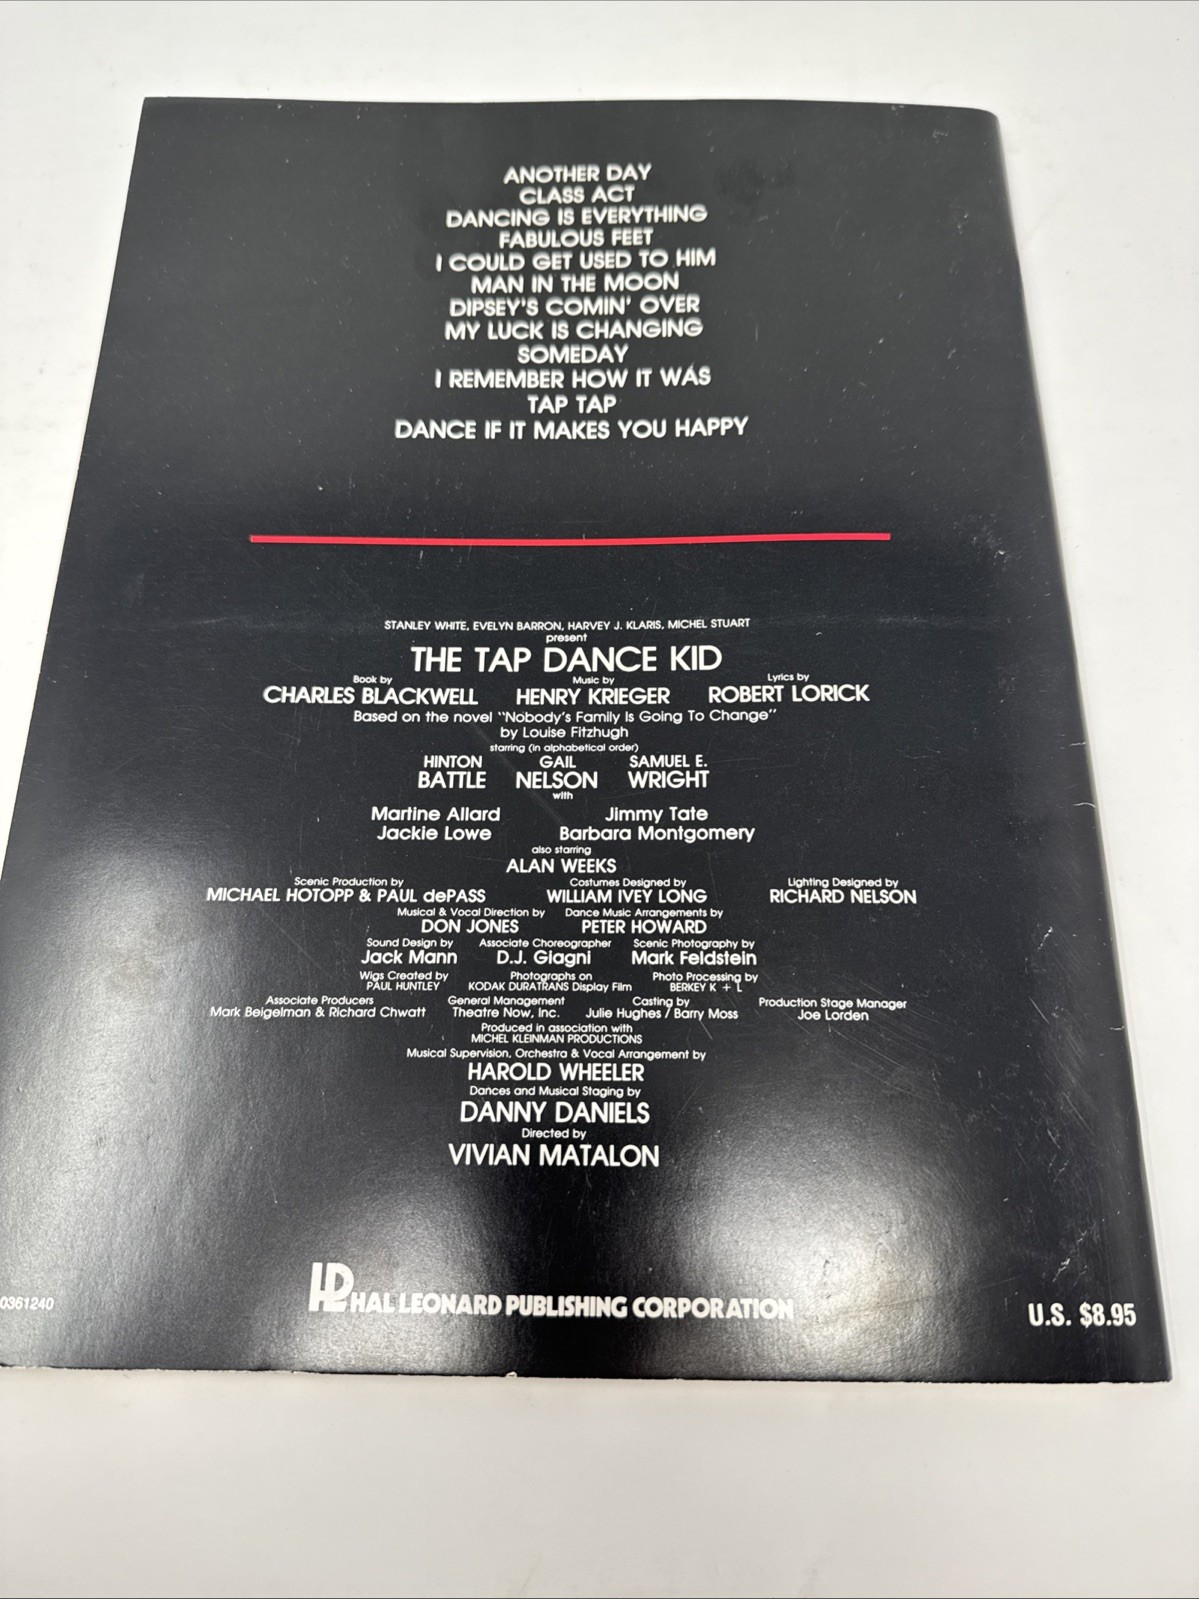 ANOTHER DAY
CLASS ACT
DANCING IS EVERYTHING
FABULOUS FEET
I COULD GET USED TO HIM
MAN IN THE MOON
DIPSEY'S COMIN' OVER
MY LUCK IS CHANGING
SOMEDAY
I REMEMBER HOW IT WAS
TAP TAP
DANCE IF IT MAKES YOU HAPPY
STANLEY WHITE, EVELYN BARRON, HARVEY J. KLARIS, MICHEL STUART
present
THE TAP DANCE KID
Book by Music by Lyrics by
CHARLES BLACKWELL HENRY KRIEGER ROBERT LORICK
Based on the novel "Nobody's Family Is Going To Change"
by Louise Fitzhugh
starring (in alphabetical order)
HINTON GAIL SAMUEL E.
BATTLE NELSON WRIGHT
with
Martine Allard Jimmy Tate
Jackie Lowe Barbara Montgomery
also starring
ALAN WEEKS
Scenic Production by Costumes Designed by Lighting Designed by
MICHAEL HOTOPP & PAUL dePASS WILLIAM IVEY LONG RICHARD NELSON
Musical & Vocal Direction by Dance Music Arrangements by
DON JONES PETER HOWARD
Sound Design by Associate Choreographer Scenic Photography by
Jack Mann D.J. Giagni Mark Feldstein
Wigs Created by Photographs on Photo Processing by
PAUL HUNTLEY KODAK DURATRANS Display Film BERKEY K + L
Associate Producers General Management Casting by Production Stage Manager
Mark Beigelman & Richard Chwatt Theatre Now, Inc. Julie Hughes / Barry Moss Joe Lorden
Produced in association with
MICHEL KLEINMAN PRODUCTIONS
Musical Supervision, Orchestra & Vocal Arrangement by
HAROLD WHEELER
Dances and Musical Staging by
DANNY DANIELS
Directed by
VIVIAN MATALON
0361240
HL HAL LEONARD PUBLISHING CORPORATION
U.S. $8.95